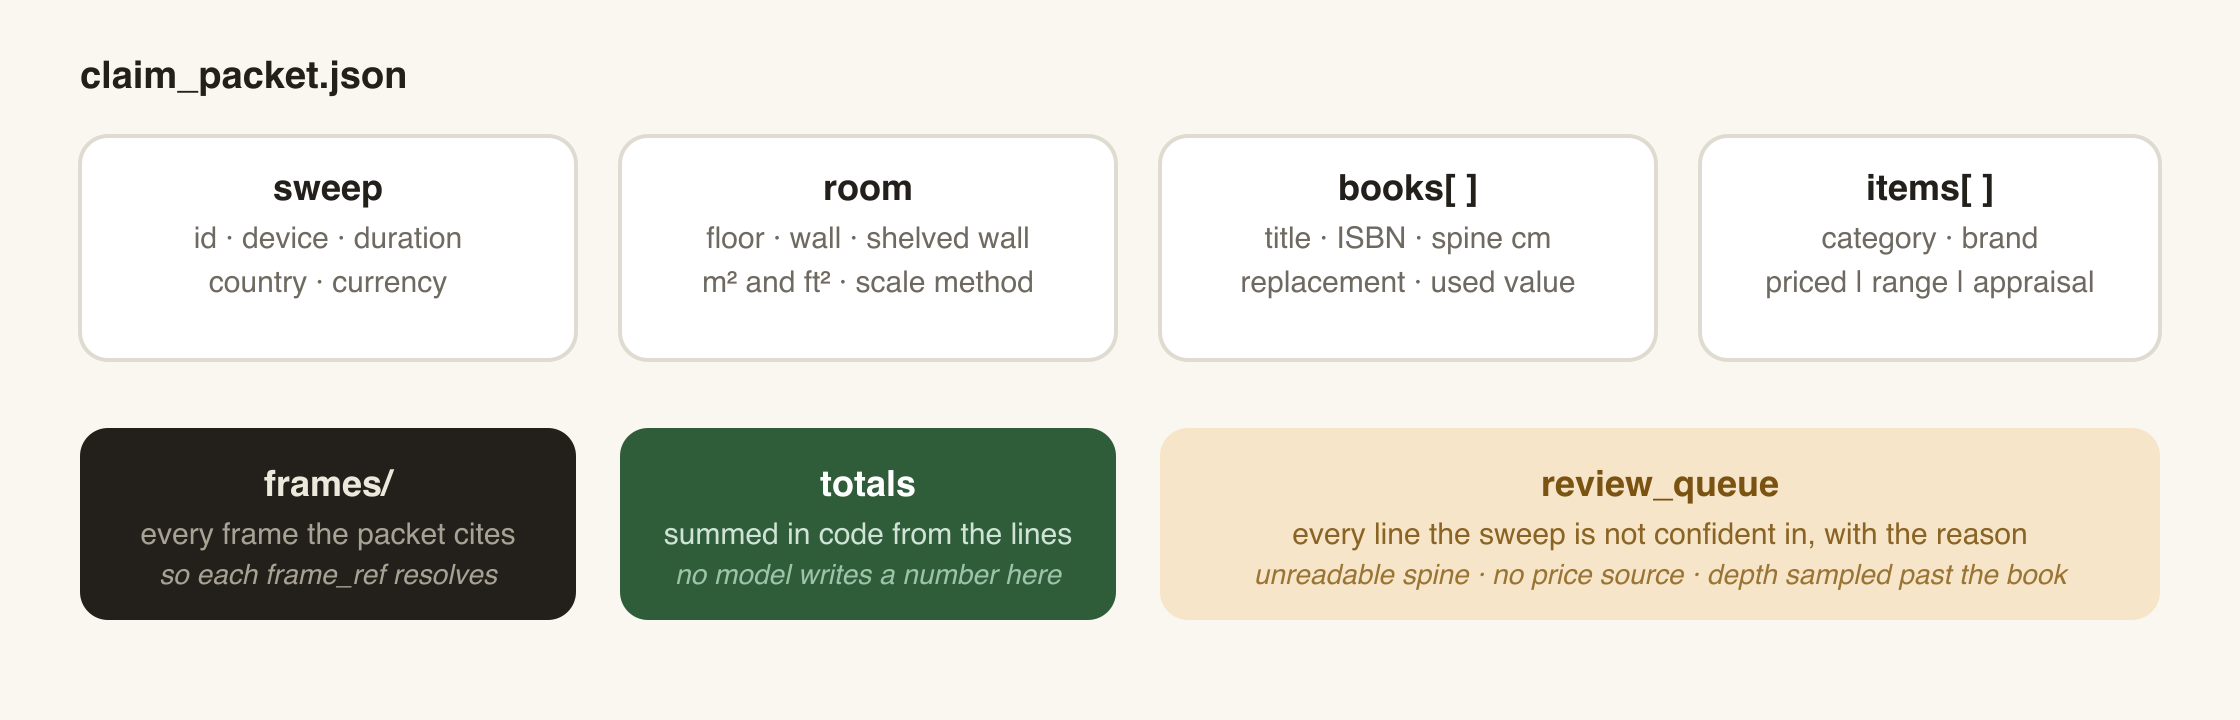 claim_packet.json
sweep
id · device · duration
country · currency
room
floor · wall · shelved wall
m² and ft² · scale method
books[ ]
title · ISBN · spine cm
replacement · used value
items[ ]
category · brand
priced | range | appraisal
frames/
every frame the packet cites
so each frame_ref resolves
totals
summed in code from the lines
no model writes a number here
review_queue
every line the sweep is not confident in, with the reason
unreadable spine · no price source · depth sampled past the book